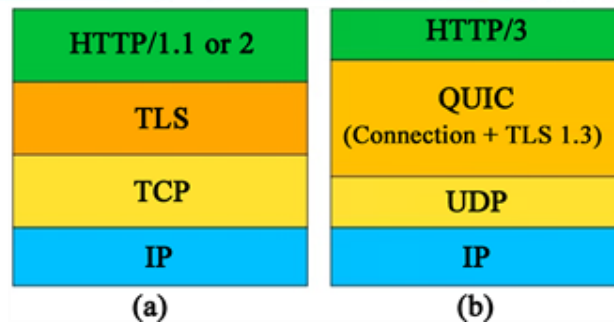 HTTP/1.1 or 2
TLS
TCP
IP
(a)
HTTP/3
QUIC
(Connection + TLS 1.3)
UDP
IP
(b)